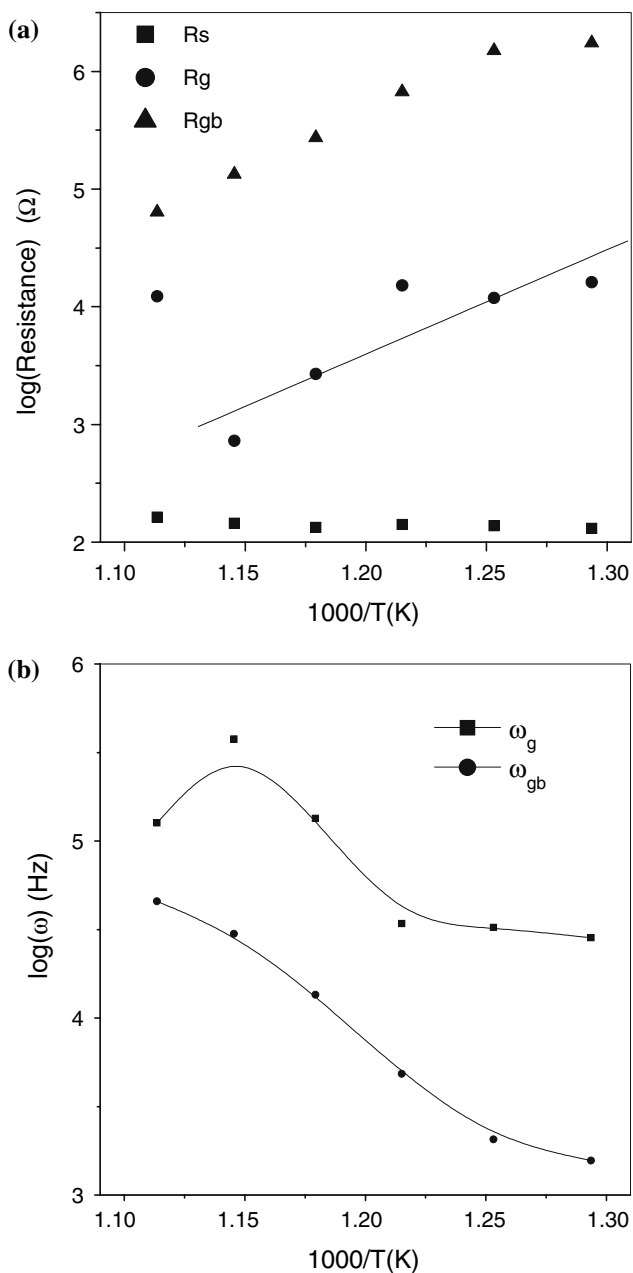 (a)
Rs
Rg
Rgb
6
5
4
3
2
log(Resistance) (Ω)
1.10 1.15 1.20 1.25 1.30
1000/T(K)
(b)
ω_g
ω_gb
6
5
4
3
log(ω) (Hz)
1.10 1.15 1.20 1.25 1.30
1000/T(K)